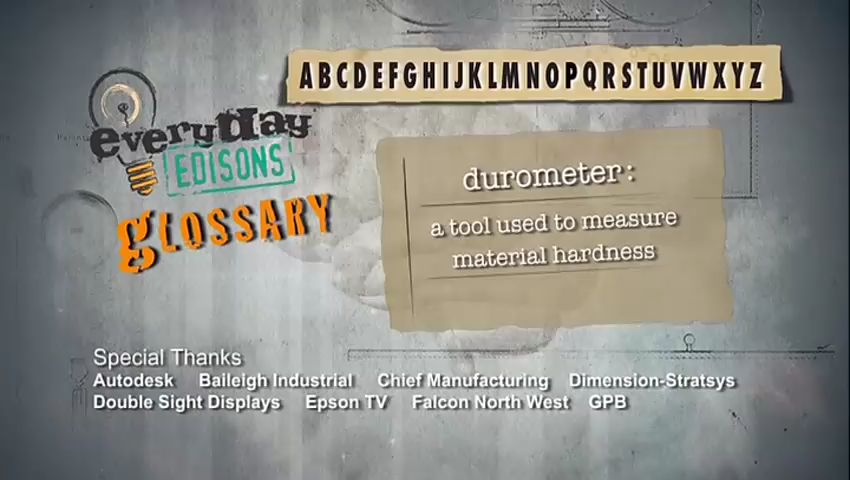 ABCDEFGHIJKLMNOPQRSTUVWXYZ
everyday
EDISONS
gLOSSARY
durometer:
a tool used to measure
material hardness
Special Thanks
Autodesk Baileigh Industrial Chief Manufacturing Dimension-Stratsys
Double Sight Displays Epson TV Falcon North West GPB